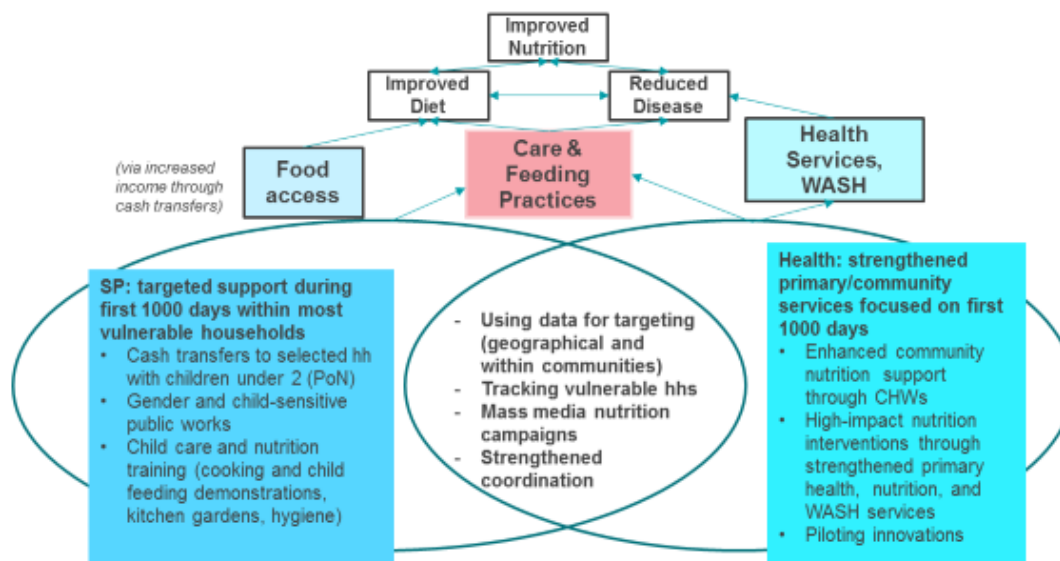 Improved
Nutrition
Improved
Diet
Reduced
Disease
(via increased
income through
cash transfers)
Food
access
Care &
Feeding
Practices
Health
Services,
WASH
SP: targeted support during
first 1000 days within most
vulnerable households
• Cash transfers to selected hh
with children under 2 (PoN)
• Gender and child-sensitive
public works
• Child care and nutrition
training (cooking and child
feeding demonstrations,
kitchen gardens, hygiene)
- Using data for targeting
(geographical and
within communities)
- Tracking vulnerable hhs
- Mass media nutrition
campaigns
- Strengthened
coordination
Health: strengthened
primary/community
services focused on first
1000 days
• Enhanced community
nutrition support
through CHWs
• High-impact nutrition
interventions through
strengthened primary
health, nutrition, and
WASH services
• Piloting innovations